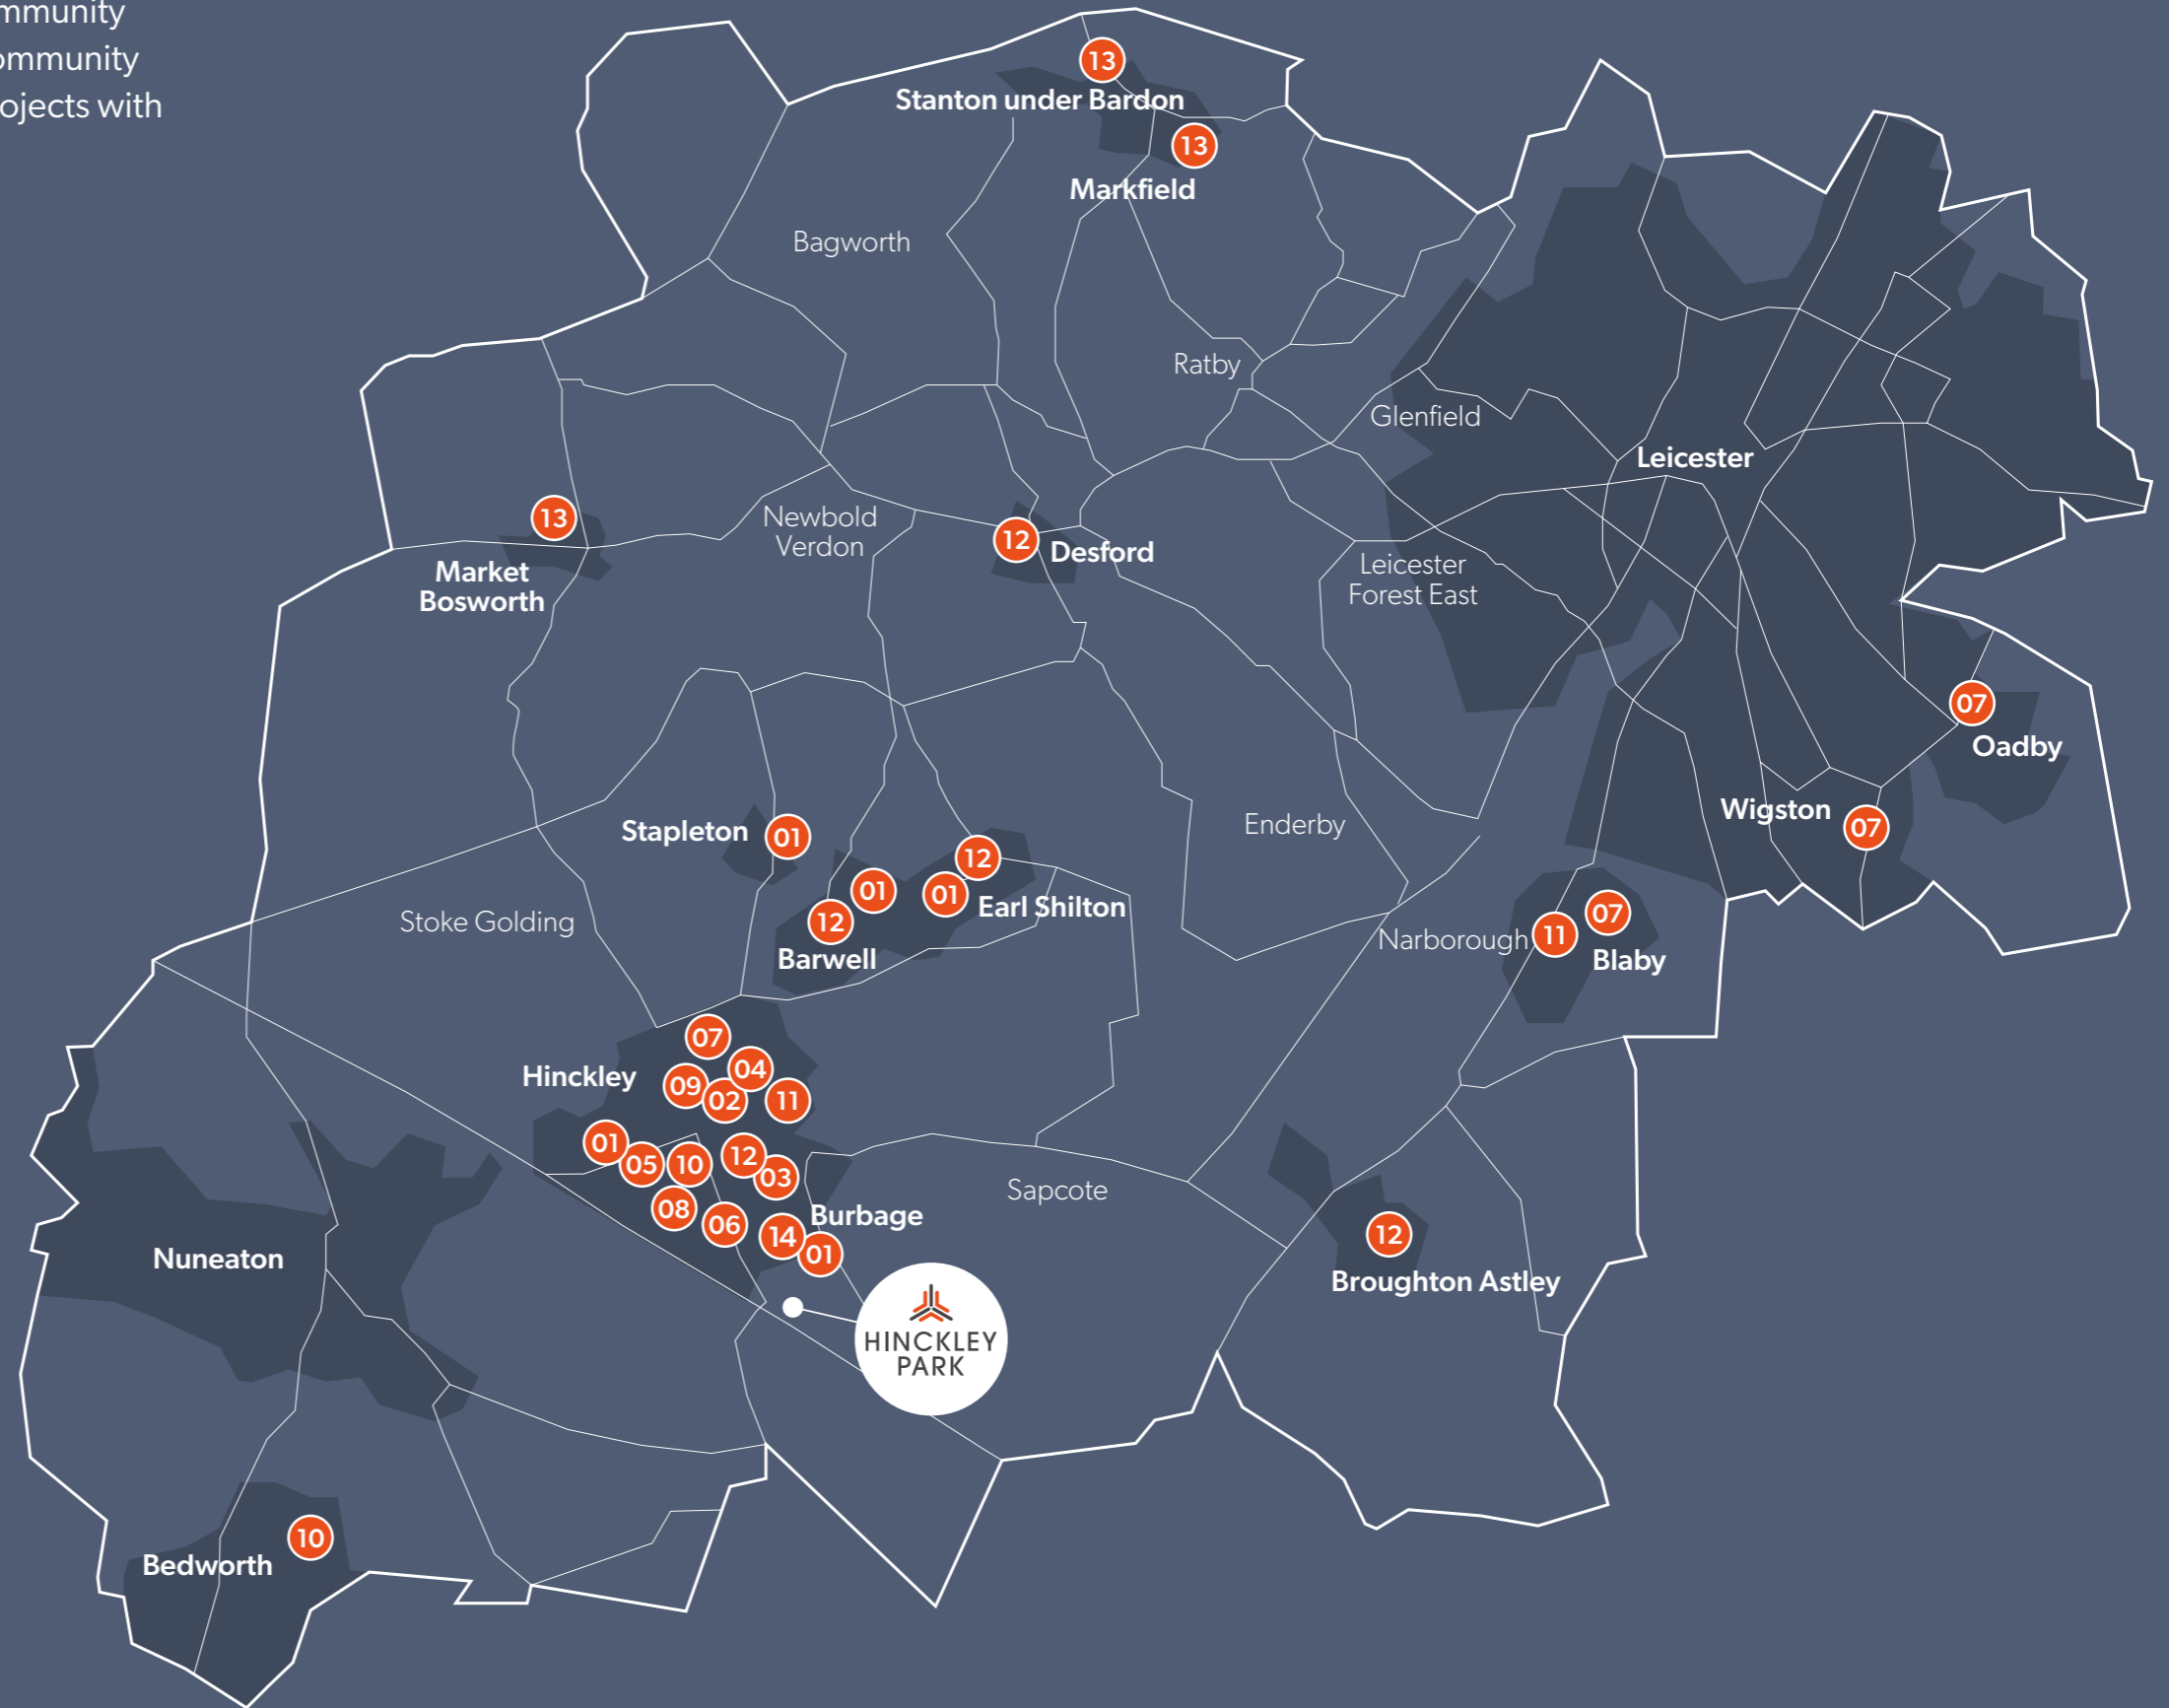 mmunity
ommunity
ojects with
13
Stanton under Bardon
13
Markfield
Bagworth
Ratby
Glenfield
Leicester
13
Market
Bosworth
Newbold
Verdon
12
Desford
Leicester
Forest East
07
Oadby
Wigston
07
Stapleton
01
Enderby
12
01
01
Earl Shilton
12
Barwell
Stoke Golding
Narborough
11
07
Blaby
07
Hinckley
04
09
02
11
01
05
10
12
03
08
06
14
01
Burbage
Sapcote
12
Broughton Astley
Nuneaton
HINCKLEY
PARK
10
Bedworth